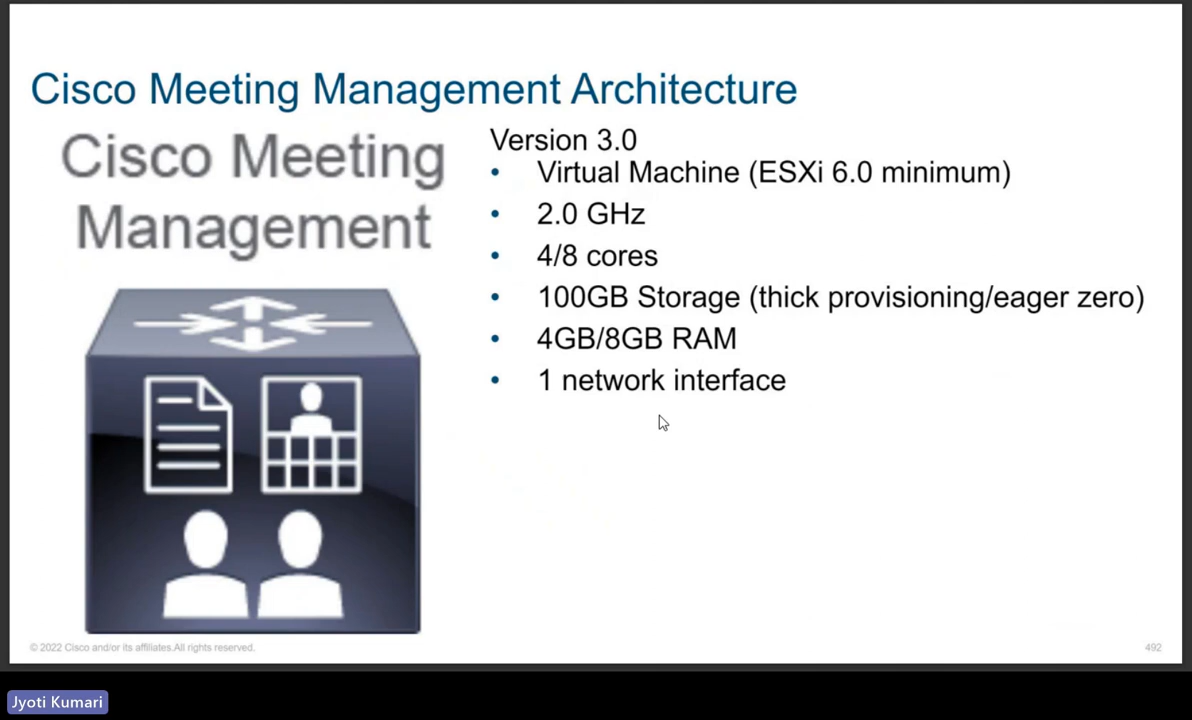 Cisco Meeting Management Architecture
Cisco Meeting
Management
Version 3.0
• Virtual Machine (ESXi 6.0 minimum)
• 2.0 GHz
• 4/8 cores
• 100GB Storage (thick provisioning/eager zero)
• 4GB/8GB RAM
• 1 network interface
© 2022 Cisco and/or its affiliates.All rights reserved.
492
Jyoti Kumari